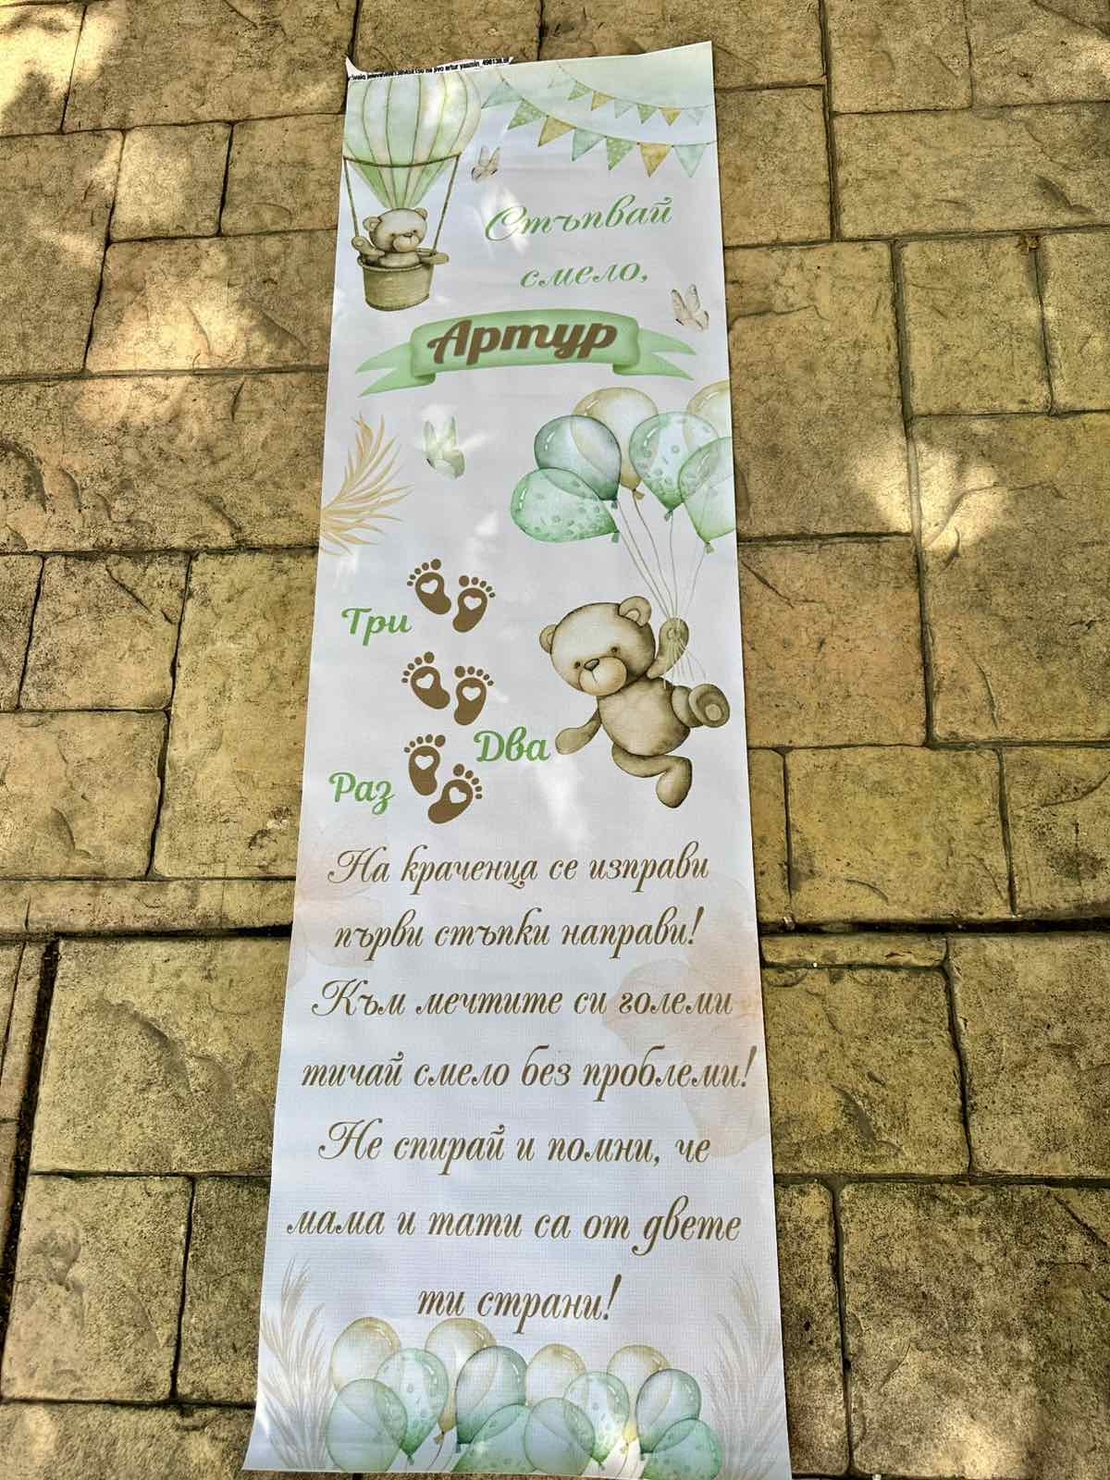 Стъпвай
смело,
Артур
Три
Два
Раз
На краченца се изправи
първи стъпки направи!
Към мечтите си големи
тичай смело без проблеми!
Не спирай и помни, че
мама и тати са от двете
ти страни!